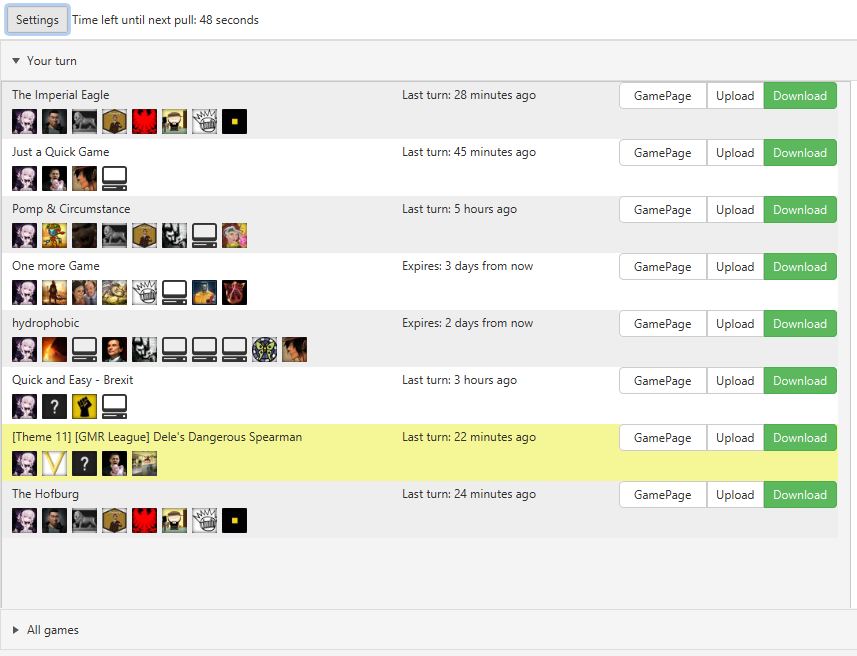 Settings Time left until next pull: 48 seconds
Your turn
The Imperial Eagle Last turn: 28 minutes ago GamePage Upload Download
Just a Quick Game Last turn: 45 minutes ago GamePage Upload Download
Pomp & Circumstance Last turn: 5 hours ago GamePage Upload Download
One more Game Expires: 3 days from now GamePage Upload Download
hydrophobic Expires: 2 days from now GamePage Upload Download
Quick and Easy - Brexit Last turn: 3 hours ago GamePage Upload Download
?
[Theme 11] [GMR League] Dele's Dangerous Spearman Last turn: 22 minutes ago GamePage Upload Download
V ?
The Hofburg Last turn: 24 minutes ago GamePage Upload Download
All games